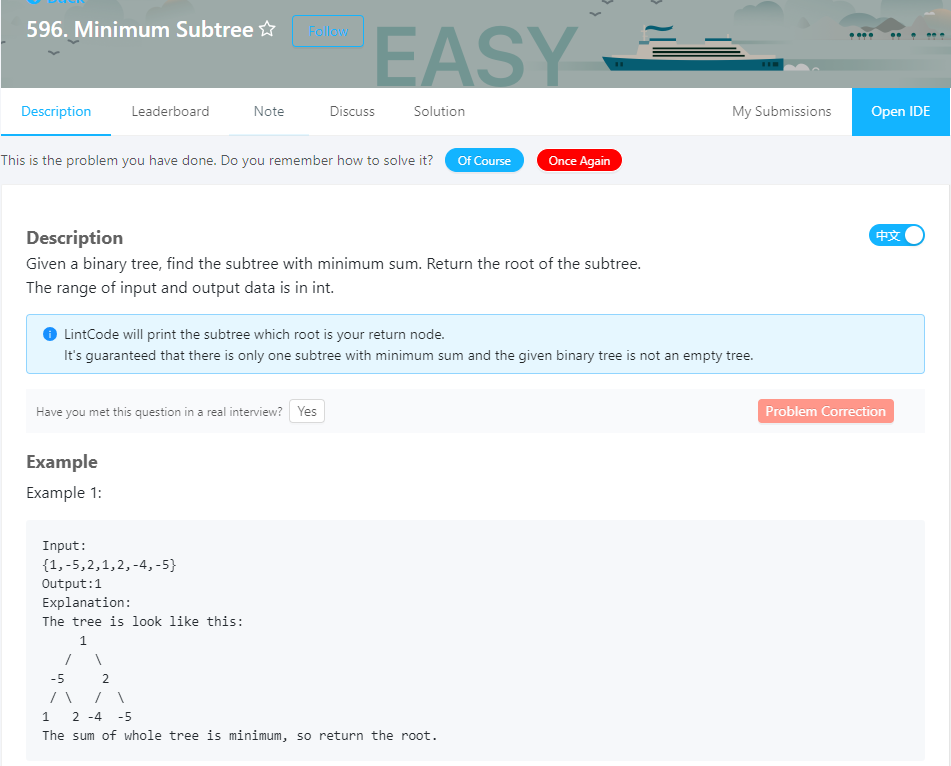 Back
596. Minimum Subtree
Follow
EASY
Description Leaderboard Note Discuss Solution My Submissions Open IDE
This is the problem you have done. Do you remember how to solve it? Of Course Once Again
Description
中文
Given a binary tree, find the subtree with minimum sum. Return the root of the subtree.
The range of input and output data is in int.
LintCode will print the subtree which root is your return node.
It's guaranteed that there is only one subtree with minimum sum and the given binary tree is not an empty tree.
Have you met this question in a real interview? Yes Problem Correction
Example
Example 1:
Input:
{1,-5,2,1,2,-4,-5}
Output:1
Explanation:
The tree is look like this:
     1
   /   \
 -5     2
 / \   /  \
1   2 -4  -5
The sum of whole tree is minimum, so return the root.